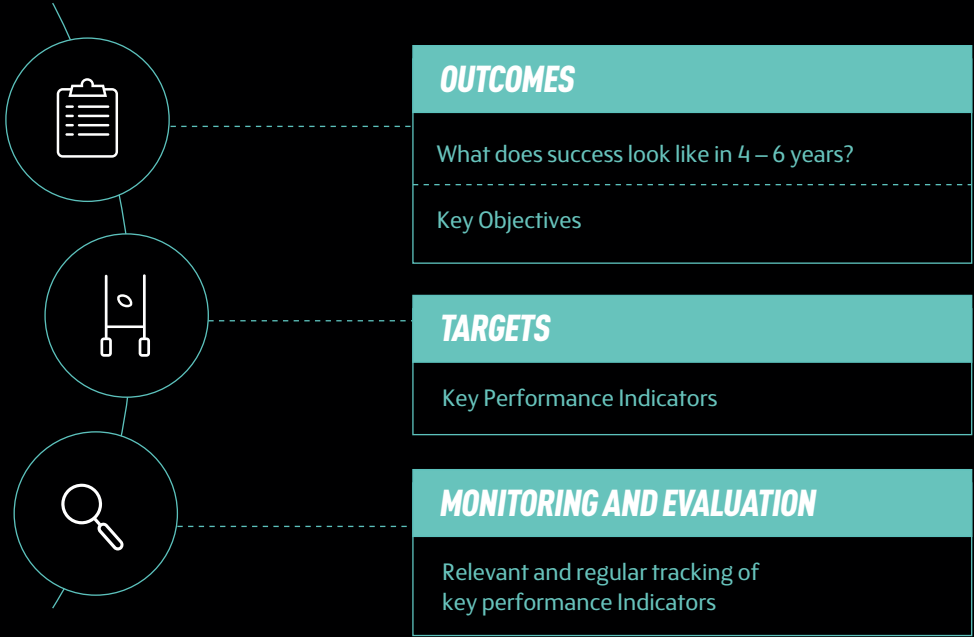 OUTCOMES
What does success look like in 4 – 6 years?
Key Objectives
TARGETS
Key Performance Indicators
MONITORING AND EVALUATION
Relevant and regular tracking of
key performance Indicators